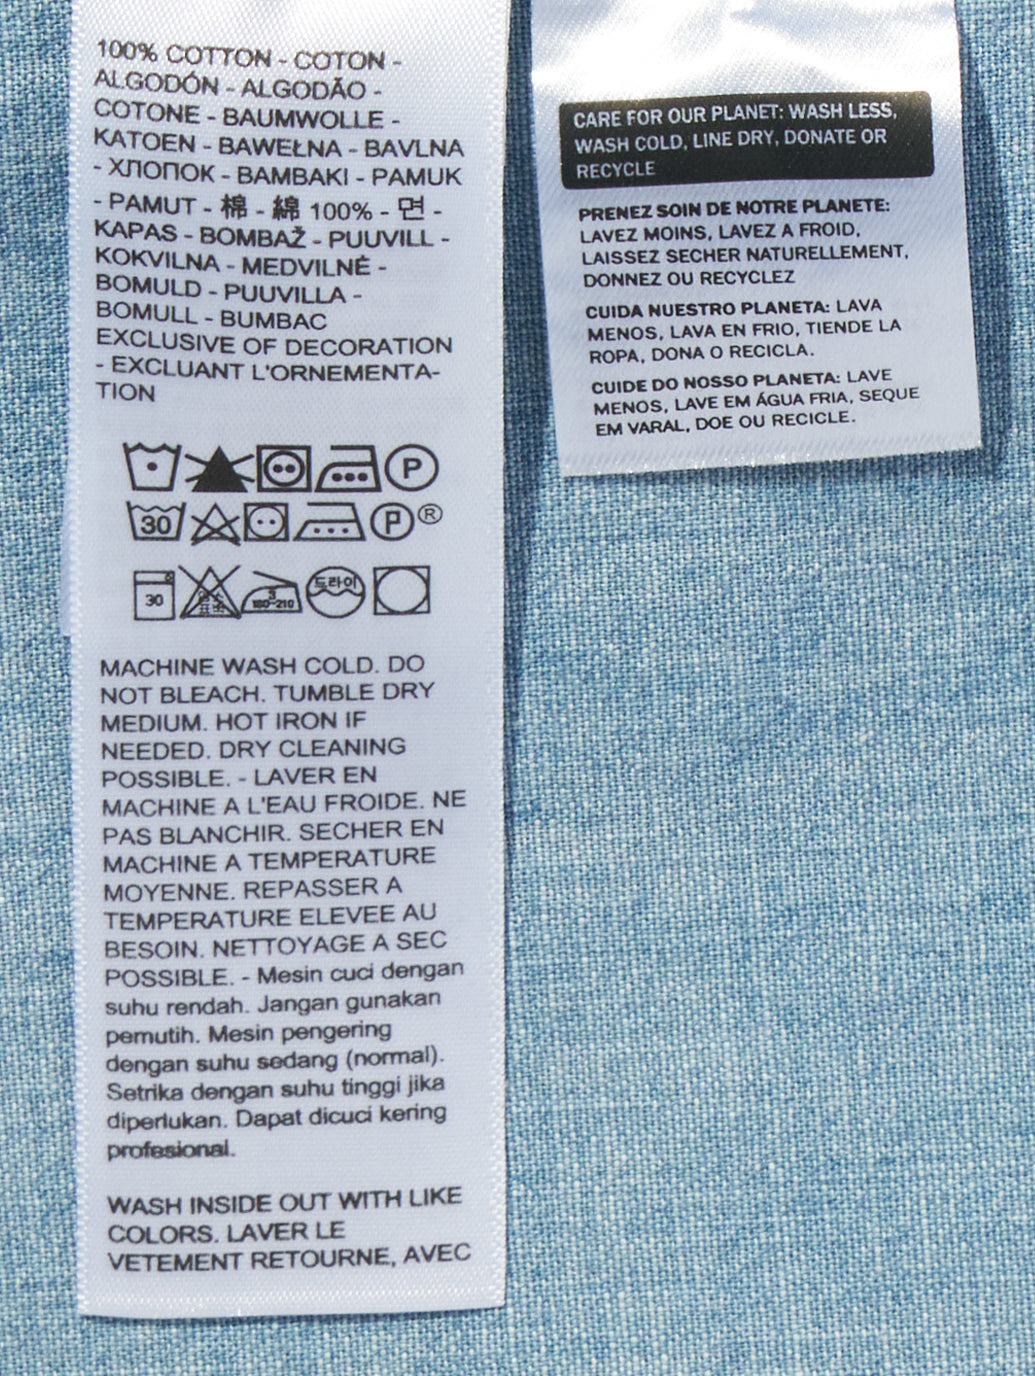 100% COTTON - COTON -
ALGODÓN - ALGODÃO -
COTONE - BAUMWOLLE -
KATOEN - BAWEŁNA - BAVLNA
- ХЛОПОК - BAMBAKI - PAMUK
- PAMUT - 棉 - 綿 100% - 면 -
KAPAS - BOMBAŽ - PUUVILL -
KOKVILNA - MEDVILNĖ -
BOMULD - PUUVILLA -
BOMULL - BUMBAC
EXCLUSIVE OF DECORATION
- EXCLUANT L'ORNEMENTA-
TION
P
30 P ®
30 3 180-210 드라이
MACHINE WASH COLD. DO
NOT BLEACH. TUMBLE DRY
MEDIUM. HOT IRON IF
NEEDED. DRY CLEANING
POSSIBLE. - LAVER EN
MACHINE A L'EAU FROIDE. NE
PAS BLANCHIR. SECHER EN
MACHINE A TEMPERATURE
MOYENNE. REPASSER A
TEMPERATURE ELEVEE AU
BESOIN. NETTOYAGE A SEC
POSSIBLE. - Mesin cuci dengan
suhu rendah. Jangan gunakan
pemutih. Mesin pengering
dengan suhu sedang (normal).
Setrika dengan suhu tinggi jika
diperlukan. Dapat dicuci kering
profesional.
WASH INSIDE OUT WITH LIKE
COLORS. LAVER LE
VETEMENT RETOURNE, AVEC
CARE FOR OUR PLANET: WASH LESS,
WASH COLD, LINE DRY, DONATE OR
RECYCLE
PRENEZ SOIN DE NOTRE PLANETE:
LAVEZ MOINS, LAVEZ A FROID,
LAISSEZ SECHER NATURELLEMENT,
DONNEZ OU RECYCLEZ
CUIDA NUESTRO PLANETA: LAVA
MENOS, LAVA EN FRIO, TIENDE LA
ROPA, DONA O RECICLA.
CUIDE DO NOSSO PLANETA: LAVE
MENOS, LAVE EM ÁGUA FRIA, SEQUE
EM VARAL, DOE OU RECICLE.